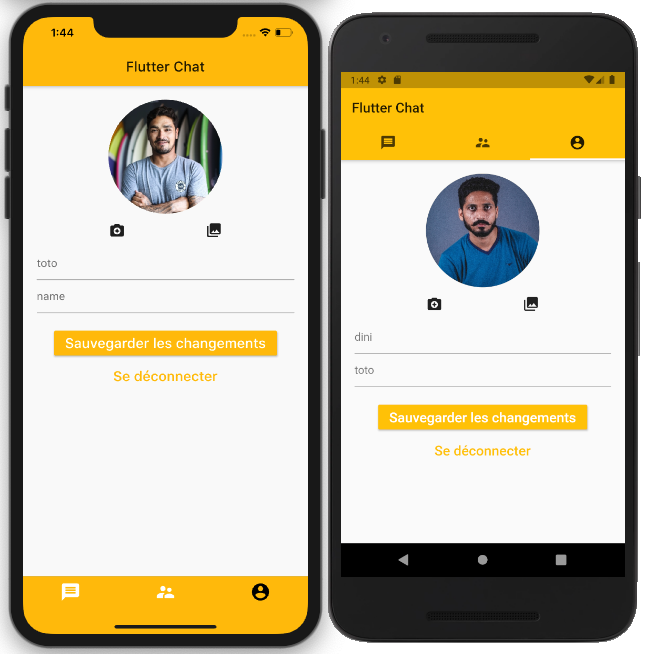 1:44
Flutter Chat
toto
name
Sauvegarder les changements
Se déconnecter
1:44
Flutter Chat
dini
toto
Sauvegarder les changements
Se déconnecter